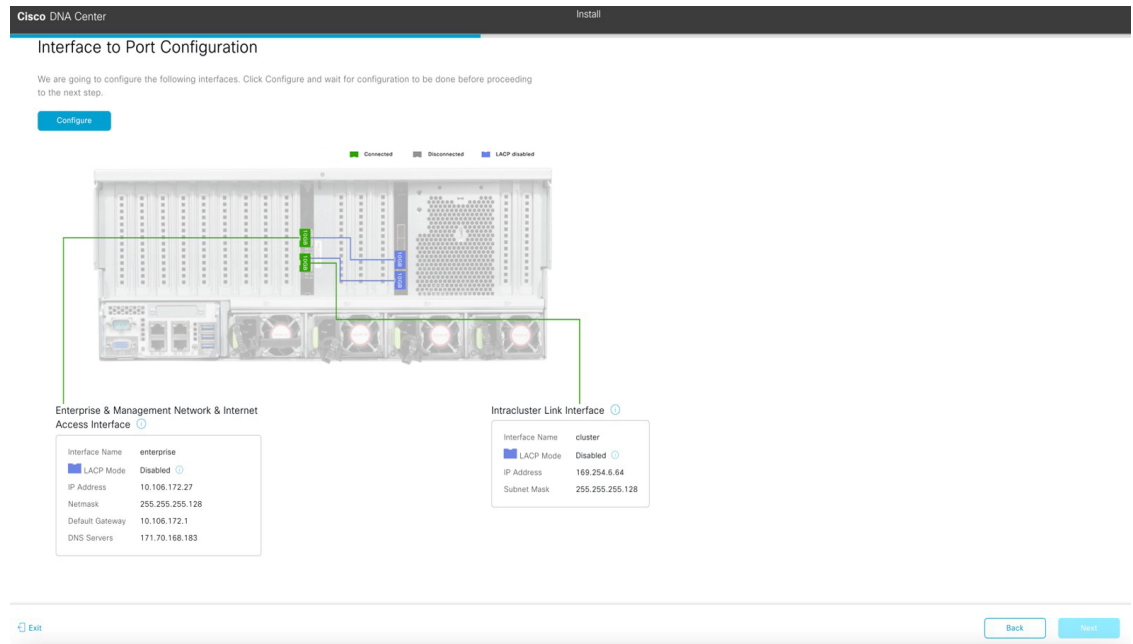 Cisco DNA Center
Install
Interface to Port Configuration
We are going to configure the following interfaces. Click Configure and wait for configuration to be done before proceeding
to the next step.
Configure
Connected
Disconnected
LACP disabled
10GB
10GB
10GB
10GB
Enterprise & Management Network & Internet
Access Interface
Interface Name enterprise
LACP Mode Disabled
IP Address 10.106.172.27
Netmask 255.255.255.128
Default Gateway 10.106.172.1
DNS Servers 171.70.168.183
Intracluster Link Interface
Interface Name cluster
LACP Mode Disabled
IP Address 169.254.6.64
Subnet Mask 255.255.255.128
Exit
Back
Next